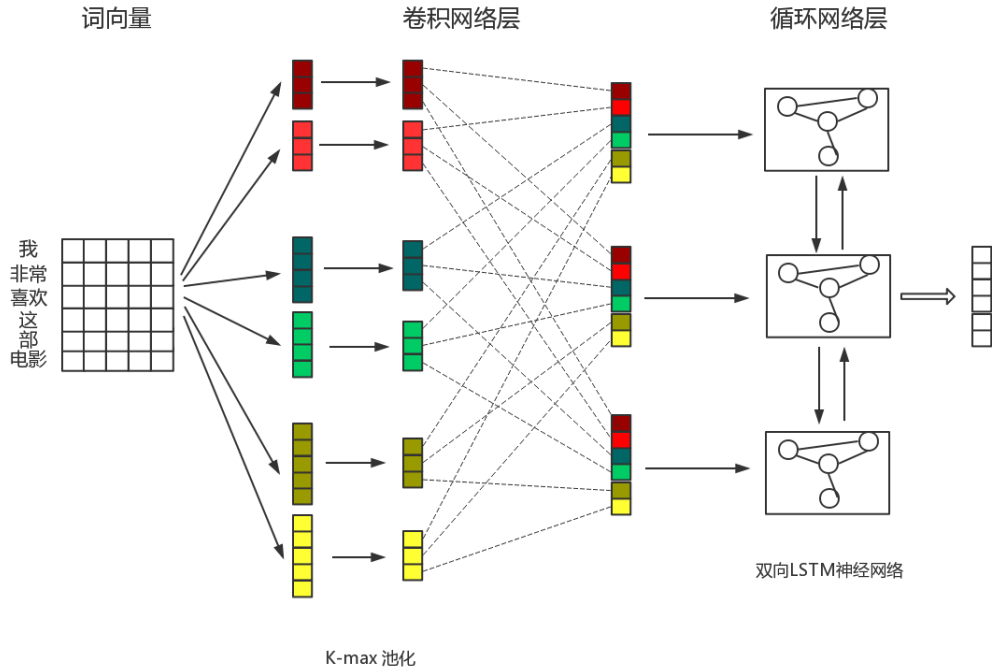 词向量
卷积网络层
循环网络层
我
非常
喜欢
这
部
电影
双向LSTM神经网络
K-max 池化